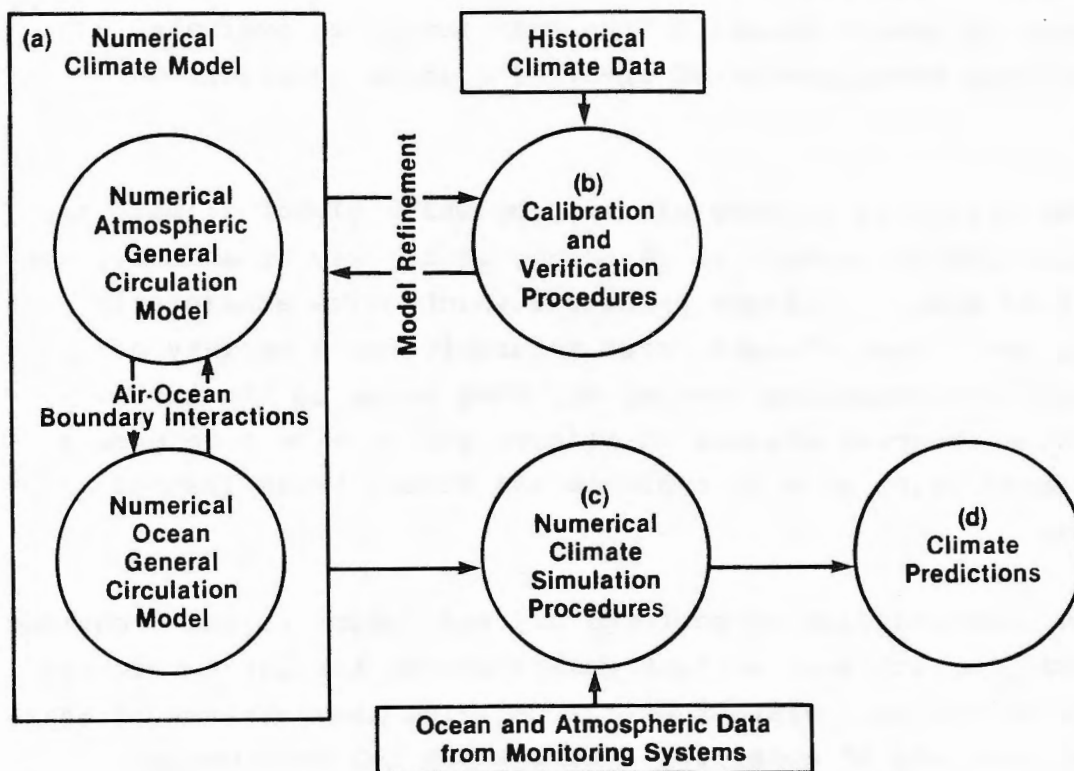 (a) Numerical
Climate Model
Numerical
Atmospheric
General
Circulation
Model
Air-Ocean
Boundary Interactions
Numerical
Ocean
General
Circulation
Model
Model Refinement
Historical
Climate Data
(b)
Calibration
and
Verification
Procedures
(c)
Numerical
Climate
Simulation
Procedures
(d)
Climate
Predictions
Ocean and Atmospheric Data
from Monitoring Systems